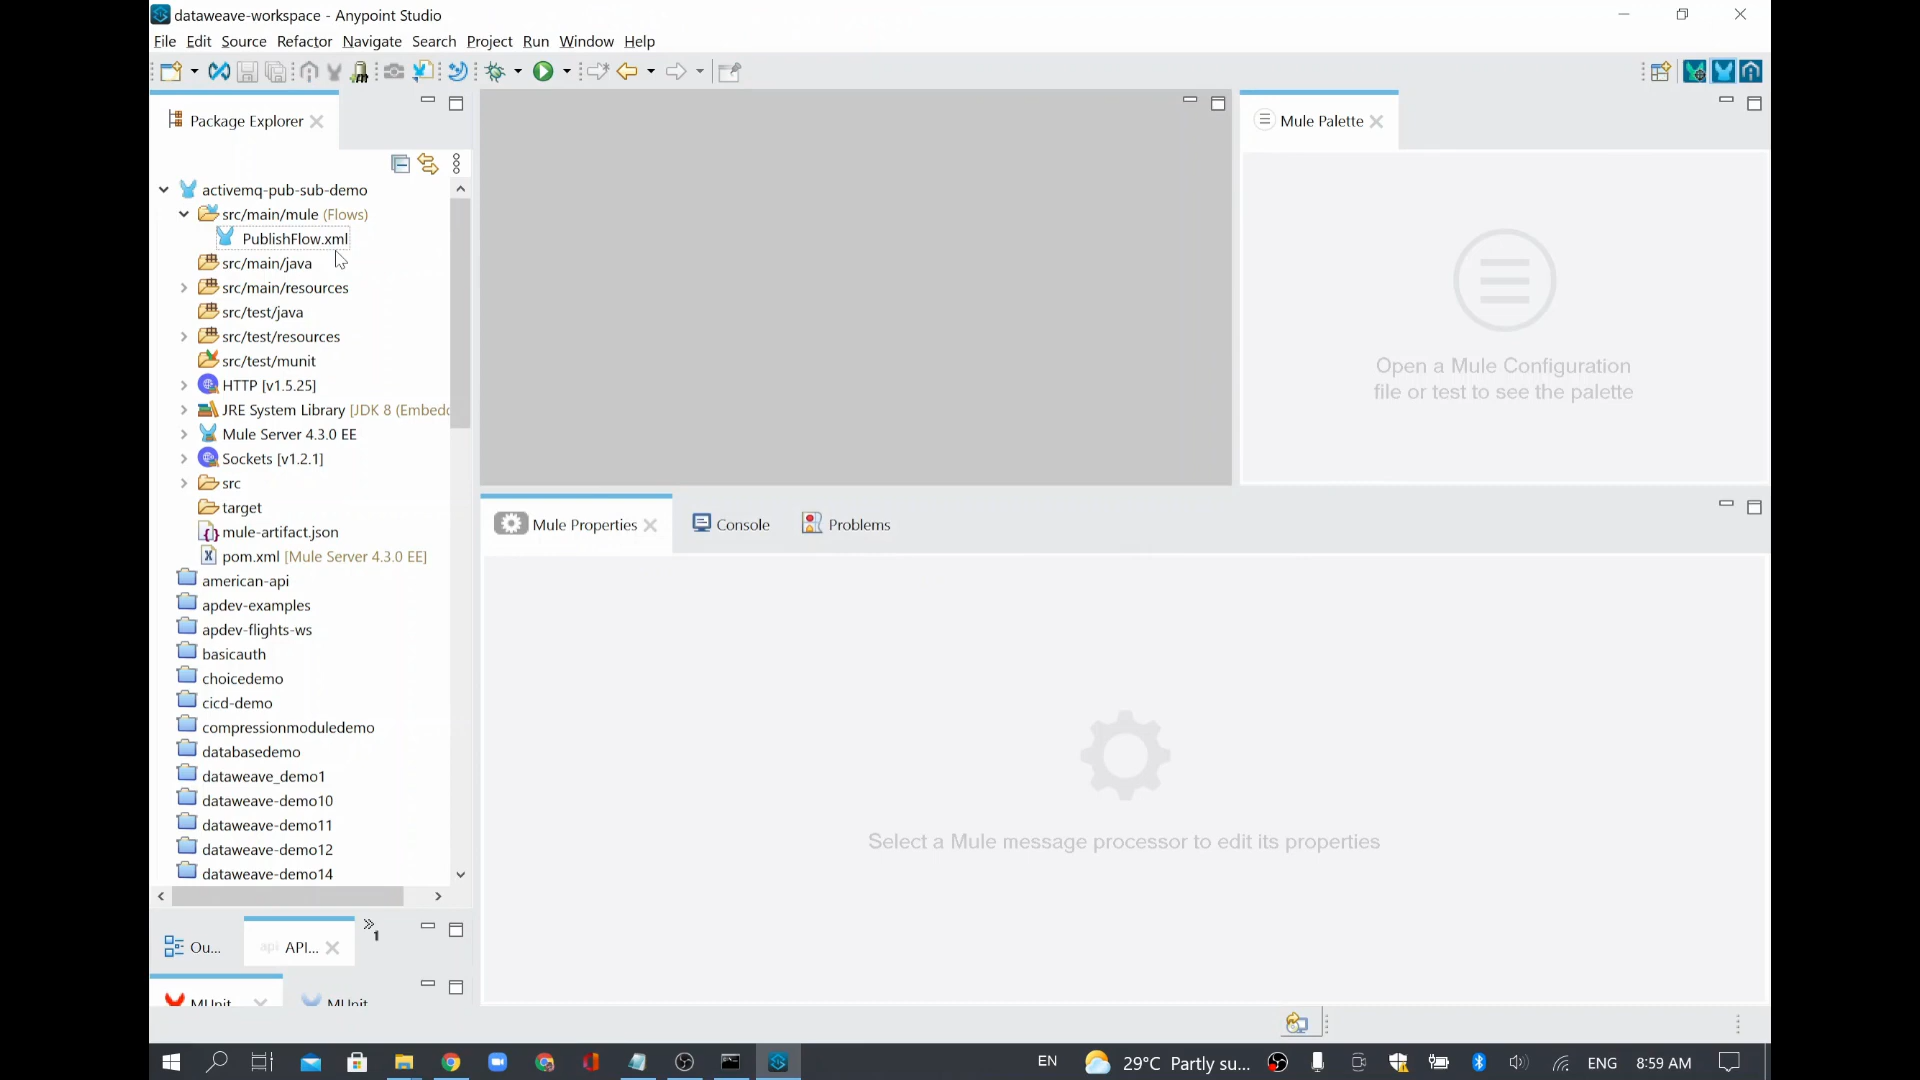 dataweave-workspace - Anypoint Studio
File Edit Source Refactor Navigate Search Project Run Window Help
Package Explorer
Mule Palette
activemq-pub-sub-demo
src/main/mule (Flows)
PublishFlow.xml
src/main/java
src/main/resources
src/test/java
src/test/resources
src/test/munit
HTTP [v1.5.25]
JRE System Library [JDK 8 (Embedd
Mule Server 4.3.0 EE
Sockets [v1.2.1]
src
target
mule-artifact.json
pom.xml [Mule Server 4.3.0 EE]
american-api
apdev-examples
apdev-flights-ws
basicauth
choicedemo
cicd-demo
compressionmoduledemo
databasedemo
dataweave_demo1
dataweave-demo10
dataweave-demo11
dataweave-demo12
dataweave-demo14
Open a Mule Configuration
file or test to see the palette
Mule Properties Console Problems
Select a Mule message processor to edit its properties
Ou... api API... 1
MUnit MUnit
EN 29°C Partly su... ENG 8:59 AM